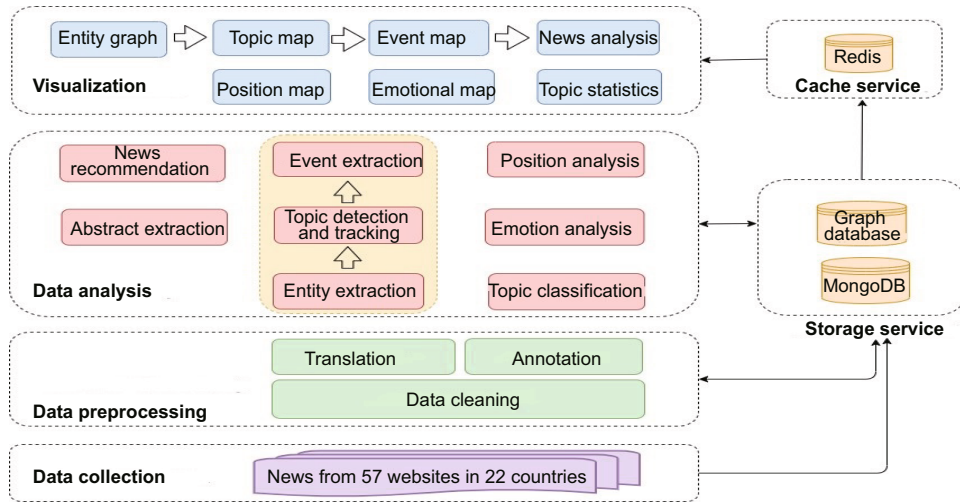 Entity graph
Topic map
Event map
News analysis
Visualization
Position map
Emotional map
Topic statistics
Redis
Cache service
News
recommendation
Event extraction
Position analysis
Abstract extraction
Topic detection
and tracking
Emotion analysis
Data analysis
Entity extraction
Topic classification
Graph
database
MongoDB
Storage service
Translation
Annotation
Data preprocessing
Data cleaning
Data collection
News from 57 websites in 22 countries